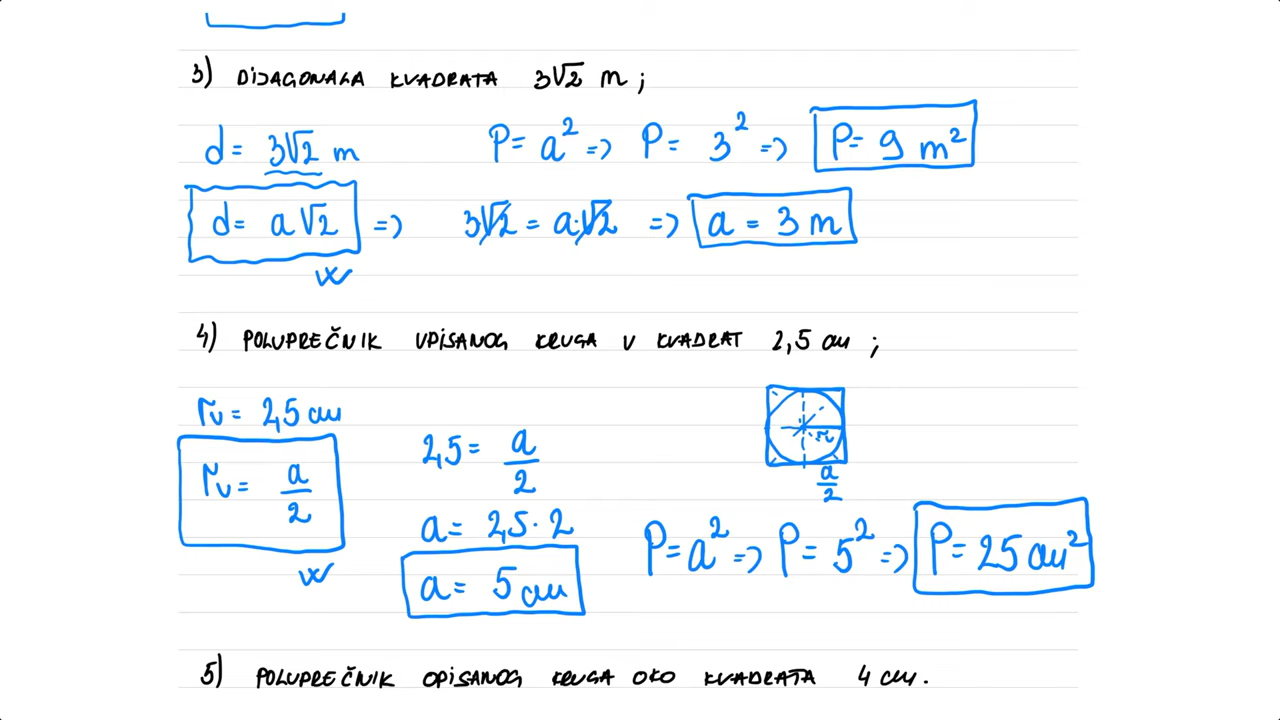 3) DIJAGONALA KVADRATA 3√2 m ;
d = 3√2 m
P = a² => P = 3² => P = 9 m²
d = a√2 => 3√2 = a·√2 => a = 3 m
4) POLUPREČNIK UPISANOG KRUGA U KVADRAT 2,5 cm ;
ru = 2,5 cm
ru = a/2
2,5 = a/2
a = 2,5 · 2
a = 5 cm
ru
a/2
P = a² => P = 5² => P = 25 cm²
5) POLUPREČNIK OPISANOG KRUGA OKO KVADRATA 4 cm.